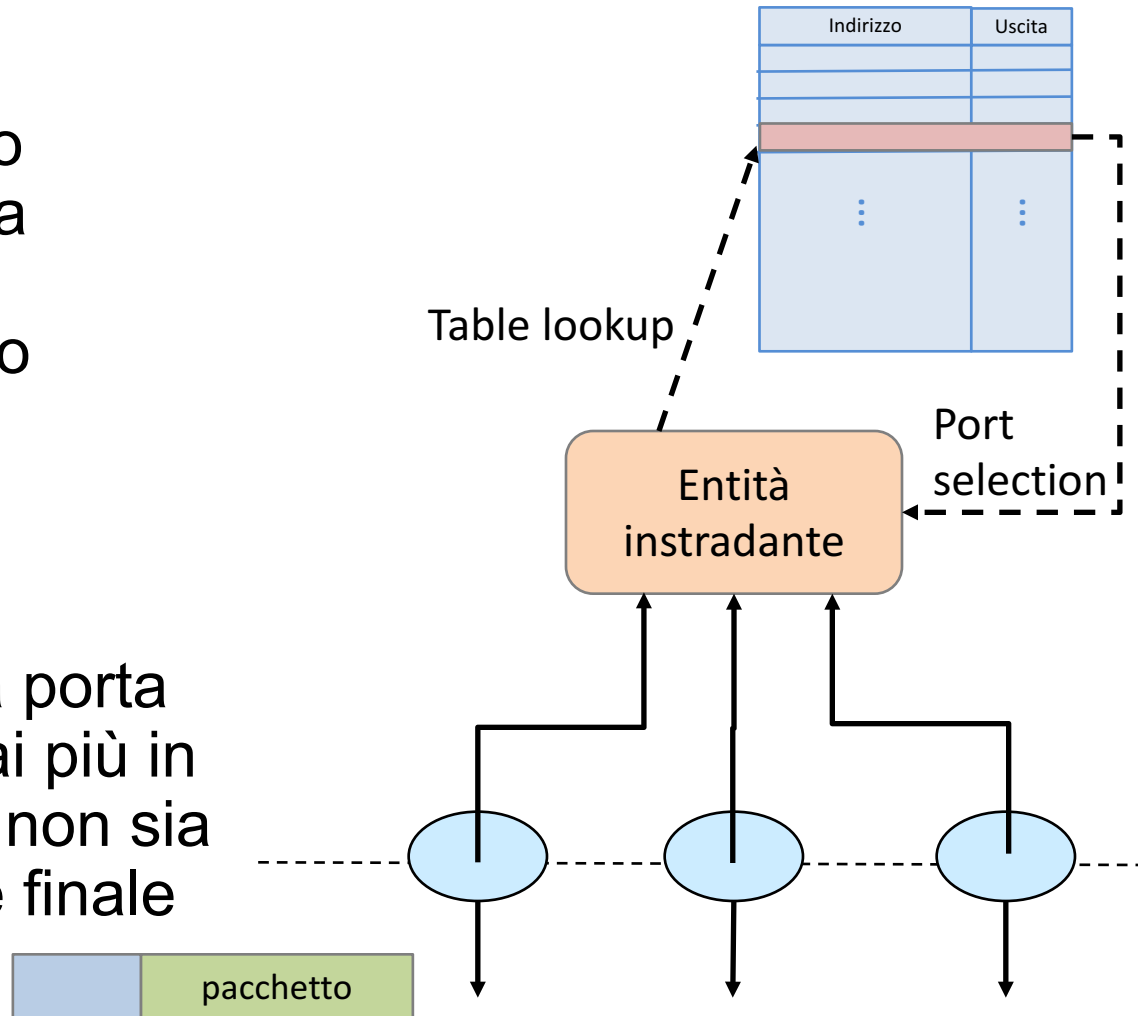 Indirizzo
Uscita
o
a
o
Table lookup
Port
selection
Entità
instradante
porta
ai più in
non sia
e finale
pacchetto